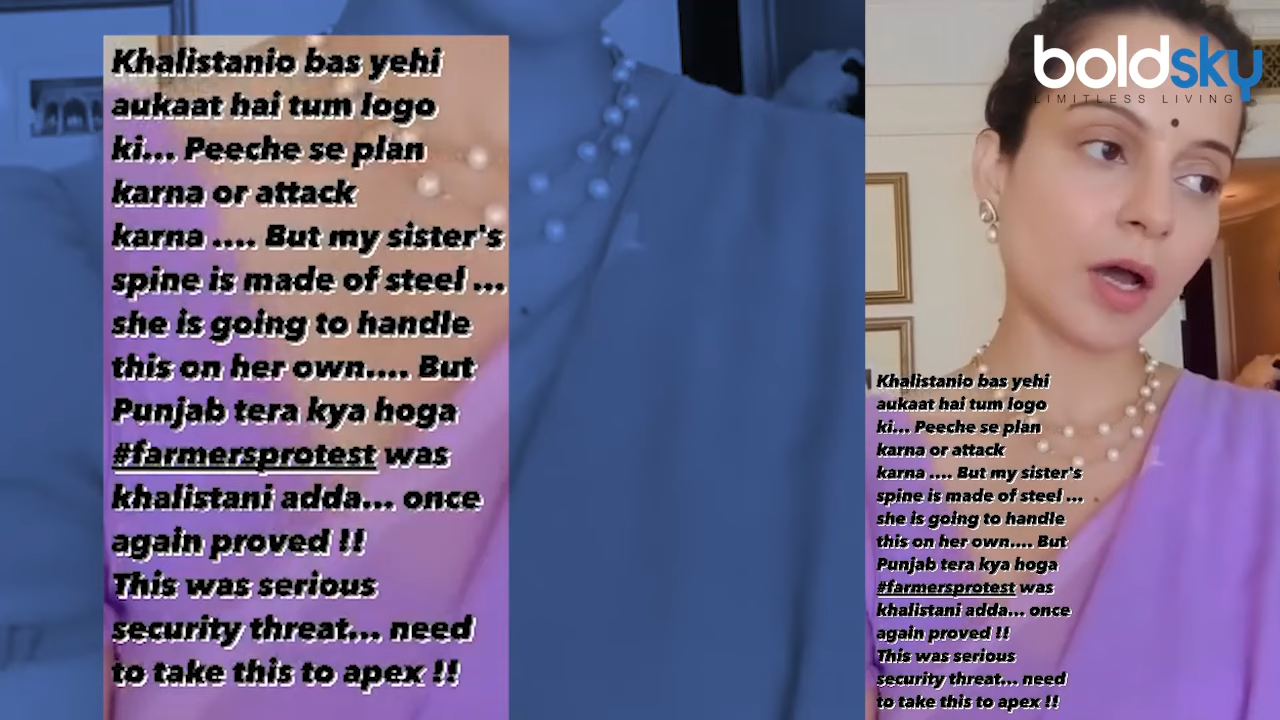 Khalistanio bas yehi
aukaat hai tum logo
ki... Peeche se plan
karna or attack
karna .... But my sister's
spine is made of steel ...
she is going to handle
this on her own.... But
Punjab tera kya hoga
#farmersprotest was
khalistani adda... once
again proved !!
This was serious
security threat... need
to take this to apex !!
boldsky
LIMITLESS LIVING
Khalistanio bas yehi
aukaat hai tum logo
ki... Peeche se plan
karna or attack
karna .... But my sister's
spine is made of steel ...
she is going to handle
this on her own.... But
Punjab tera kya hoga
#farmersprotest was
khalistani adda... once
again proved !!
This was serious
security threat... need
to take this to apex !!